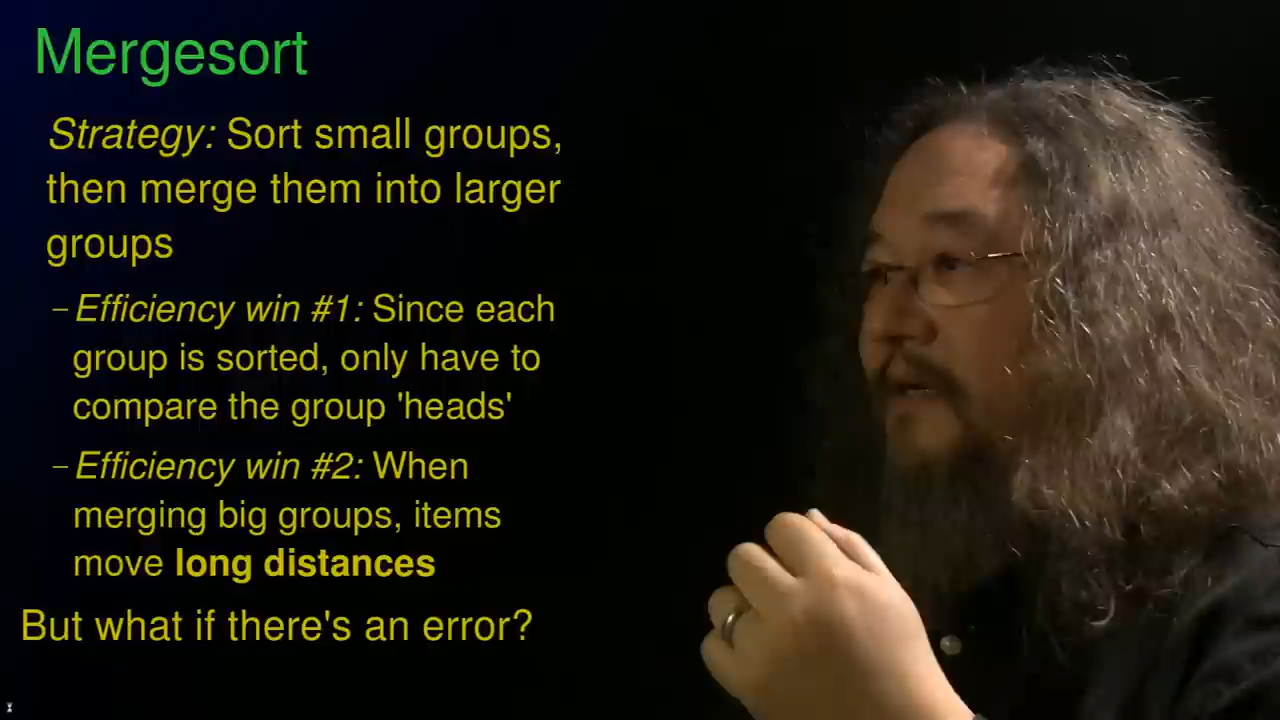 Mergesort
Strategy: Sort small groups,
then merge them into larger
groups
–Efficiency win #1: Since each
group is sorted, only have to
compare the group 'heads'
–Efficiency win #2: When
merging big groups, items
move long distances
But what if there's an error?